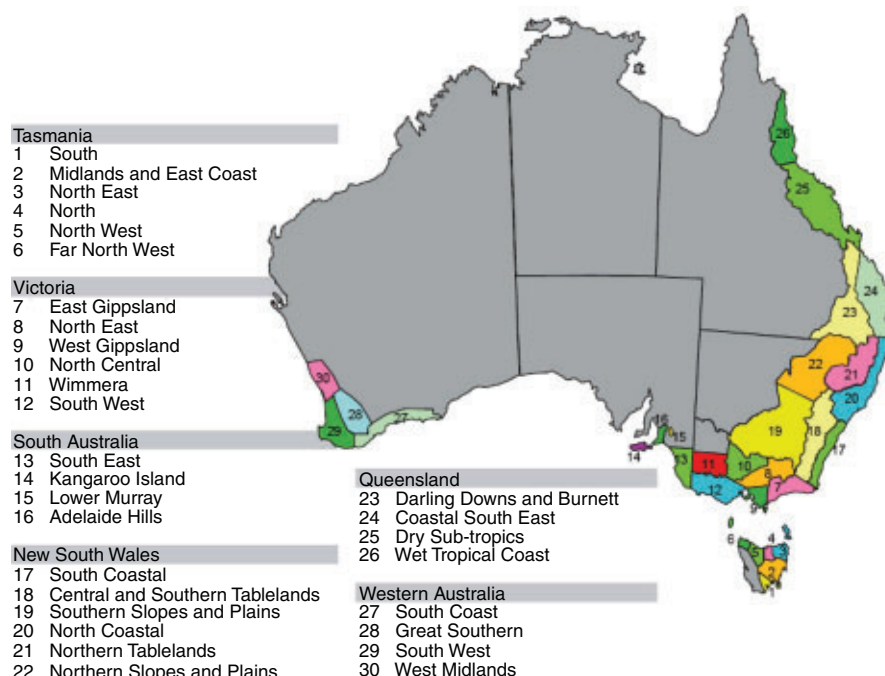 Tasmania
1 South
2 Midlands and East Coast
3 North East
4 North
5 North West
6 Far North West
Victoria
7 East Gippsland
8 North East
9 West Gippsland
10 North Central
11 Wimmera
12 South West
South Australia
13 South East
14 Kangaroo Island
15 Lower Murray
16 Adelaide Hills
New South Wales
17 South Coastal
18 Central and Southern Tablelands
19 Southern Slopes and Plains
20 North Coastal
21 Northern Tablelands
22 Northern Slopes and Plains
Queensland
23 Darling Downs and Burnett
24 Coastal South East
25 Dry Sub-tropics
26 Wet Tropical Coast
Western Australia
27 South Coast
28 Great Southern
29 South West
30 West Midlands
26
25
24
23
22
21
20
30
28
27
29
16
15
19
18
17
14
13
11
10
8
12
9
7
6
5
4
3
2
1